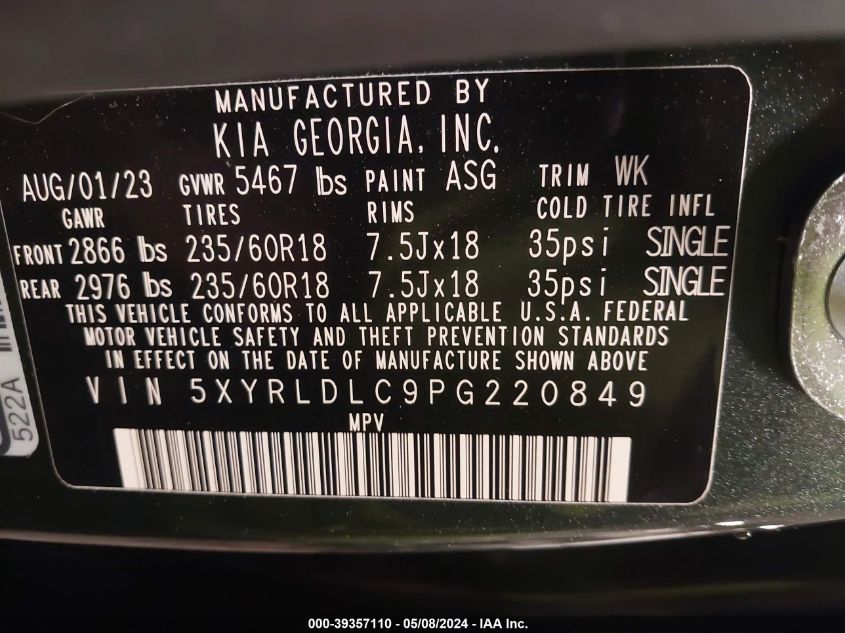 MANUFACTURED BY
KIA GEORGIA, INC.
AUG/01/23 GVWR 5467 lbs PAINT ASG TRIM WK
GAWR TIRES RIMS COLD TIRE INFL
FRONT 2866 lbs 235/60R18 7.5Jx18 35psi SINGLE
REAR 2976 lbs 235/60R18 7.5Jx18 35psi SINGLE
THIS VEHICLE CONFORMS TO ALL APPLICABLE U.S.A. FEDERAL
MOTOR VEHICLE SAFETY AND THEFT PREVENTION STANDARDS
IN EFFECT ON THE DATE OF MANUFACTURE SHOWN ABOVE
VIN 5XYRLDLC9PG220849
MPV
522A
000-39357110 — 05/08/2024 — IAA Inc.